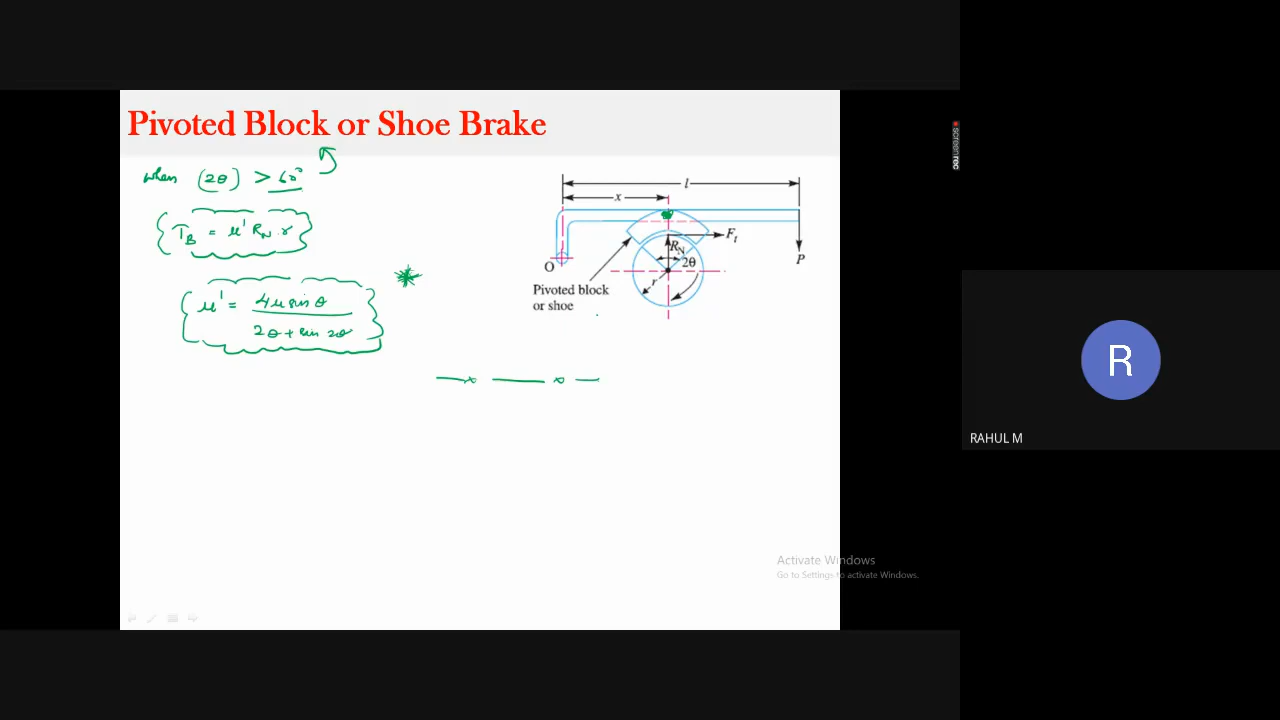 Pivoted Block or Shoe Brake
when (2θ) > 60°
T_B = μ' R_N . r
μ' = 4μ sin θ
2θ + sin 2θ
l
x
F_t
R_N
2θ
P
O
r
Pivoted block
or shoe
screenrec
R
RAHUL M
Activate Windows
Go to Settings to activate Windows.